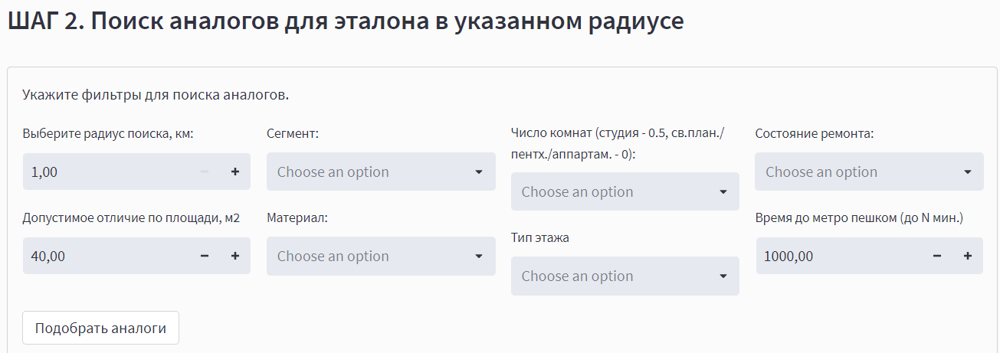 ШАГ 2. Поиск аналогов для эталона в указанном радиусе
Укажите фильтры для поиска аналогов.
Выберите радиус поиска, км:
1,00
Допустимое отличие по площади, м2
40,00
Сегмент:
Choose an option
Материал:
Choose an option
Число комнат (студия - 0.5, св.план./
пентх./аппартам. - 0):
Choose an option
Тип этажа
Choose an option
Состояние ремонта:
Choose an option
Время до метро пешком (до N мин.)
1000,00
Подобрать аналоги